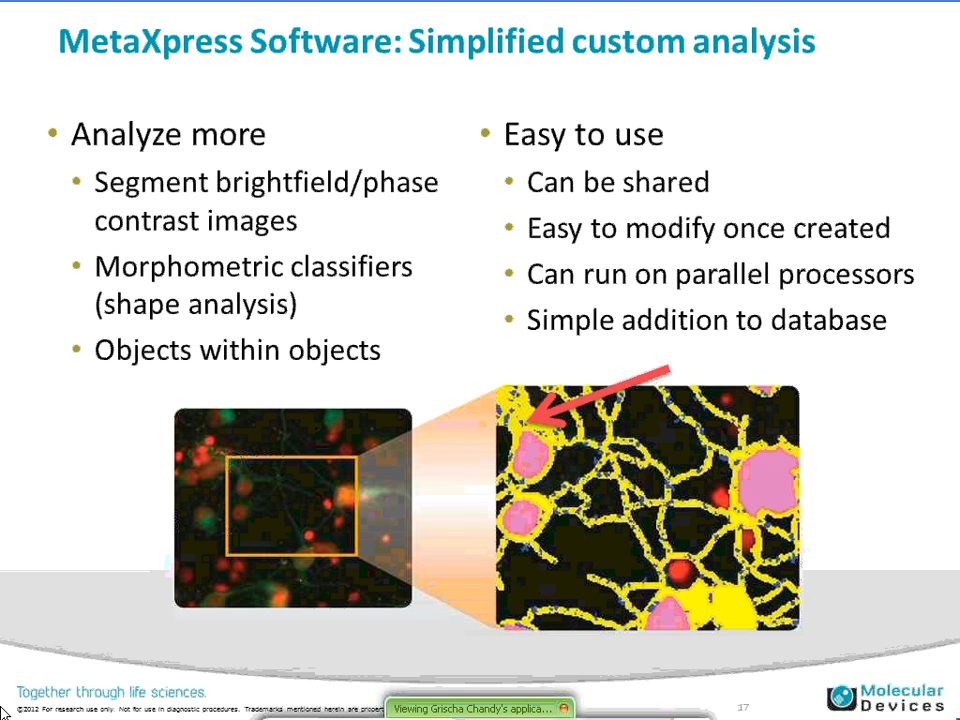 MetaXpress Software: Simplified custom analysis
• Analyze more
• Segment brightfield/phase
contrast images
• Morphometric classifiers
(shape analysis)
• Objects within objects
• Easy to use
• Can be shared
• Easy to modify once created
• Can run on parallel processors
• Simple addition to database
Together through life sciences.
©2012 For research use only. Not for use in diagnostic procedures. Trademarks mentioned herein are proper
Viewing Grischa Chandy's applica...
17
Molecular
Devices